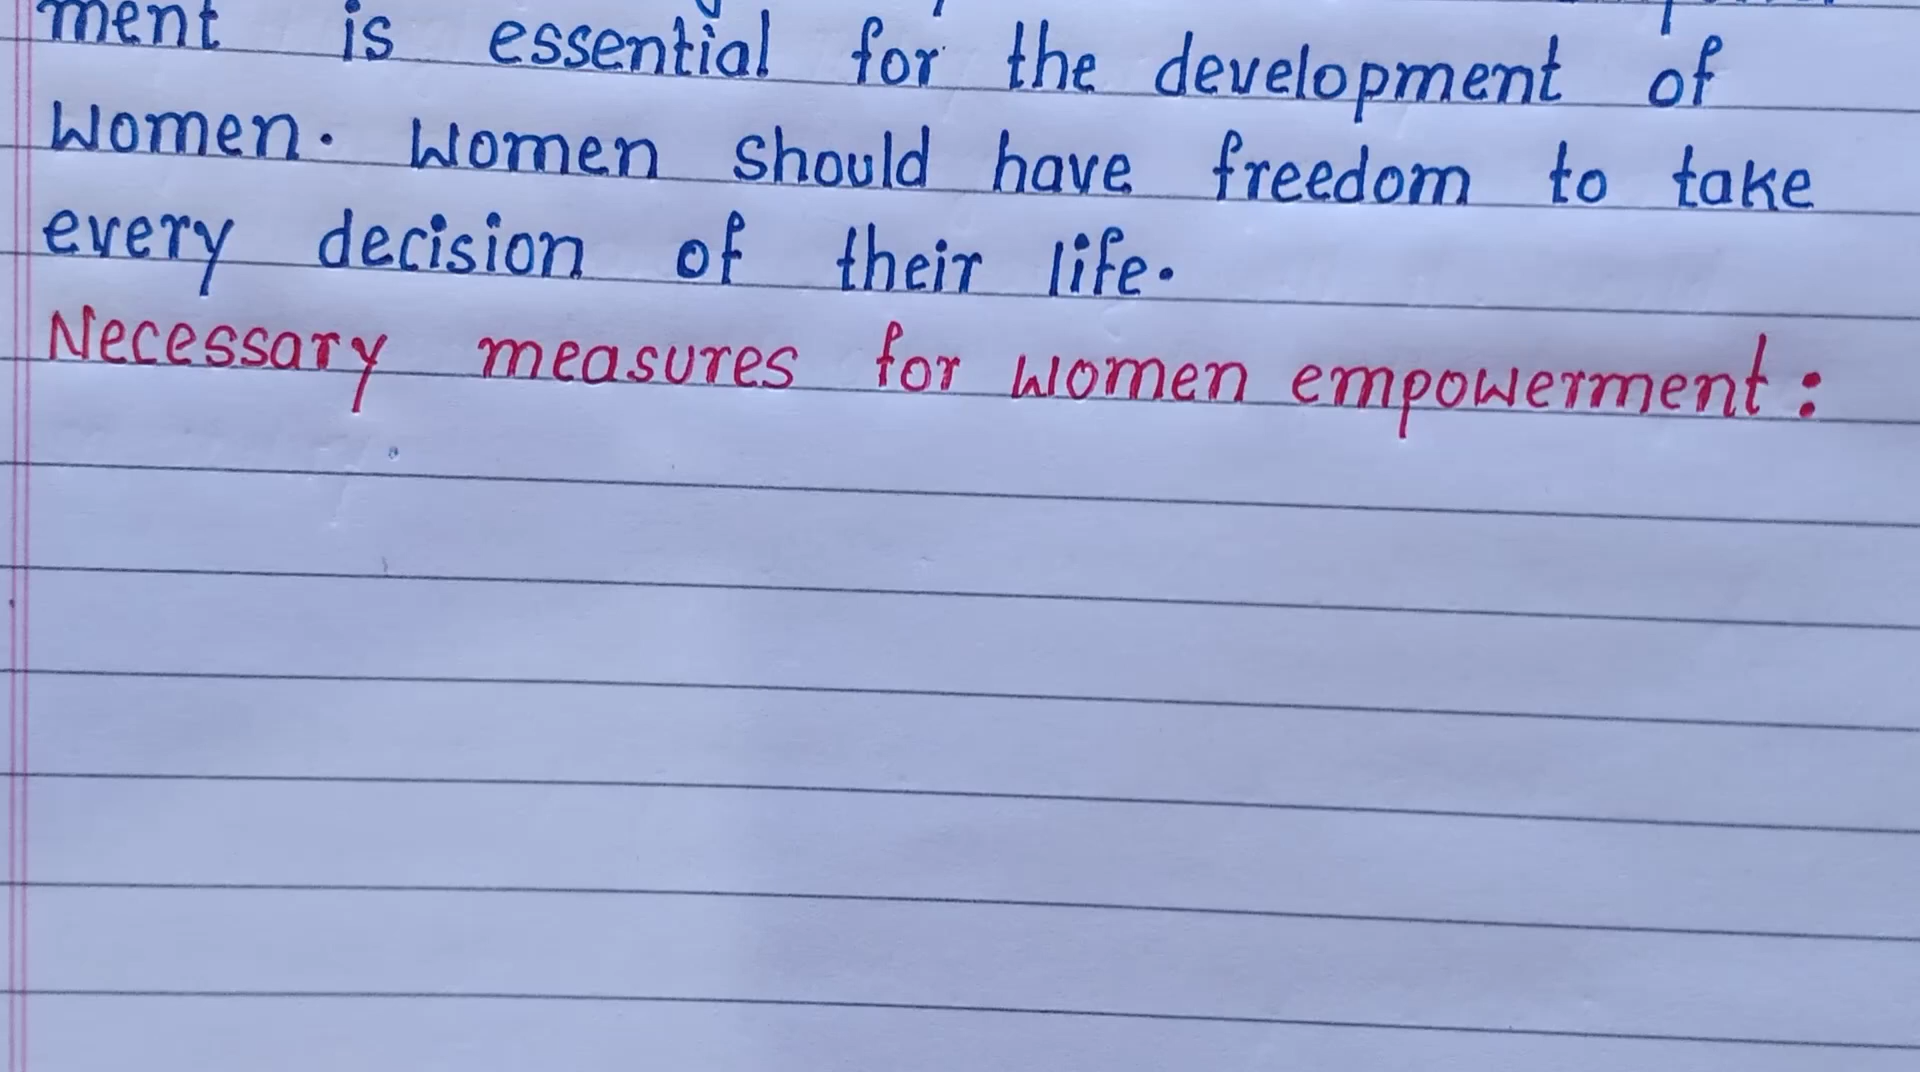 ment is essential for the development of
Women. Women should have freedom to take
every decision of their life.
Necessary measures for women empowerment: